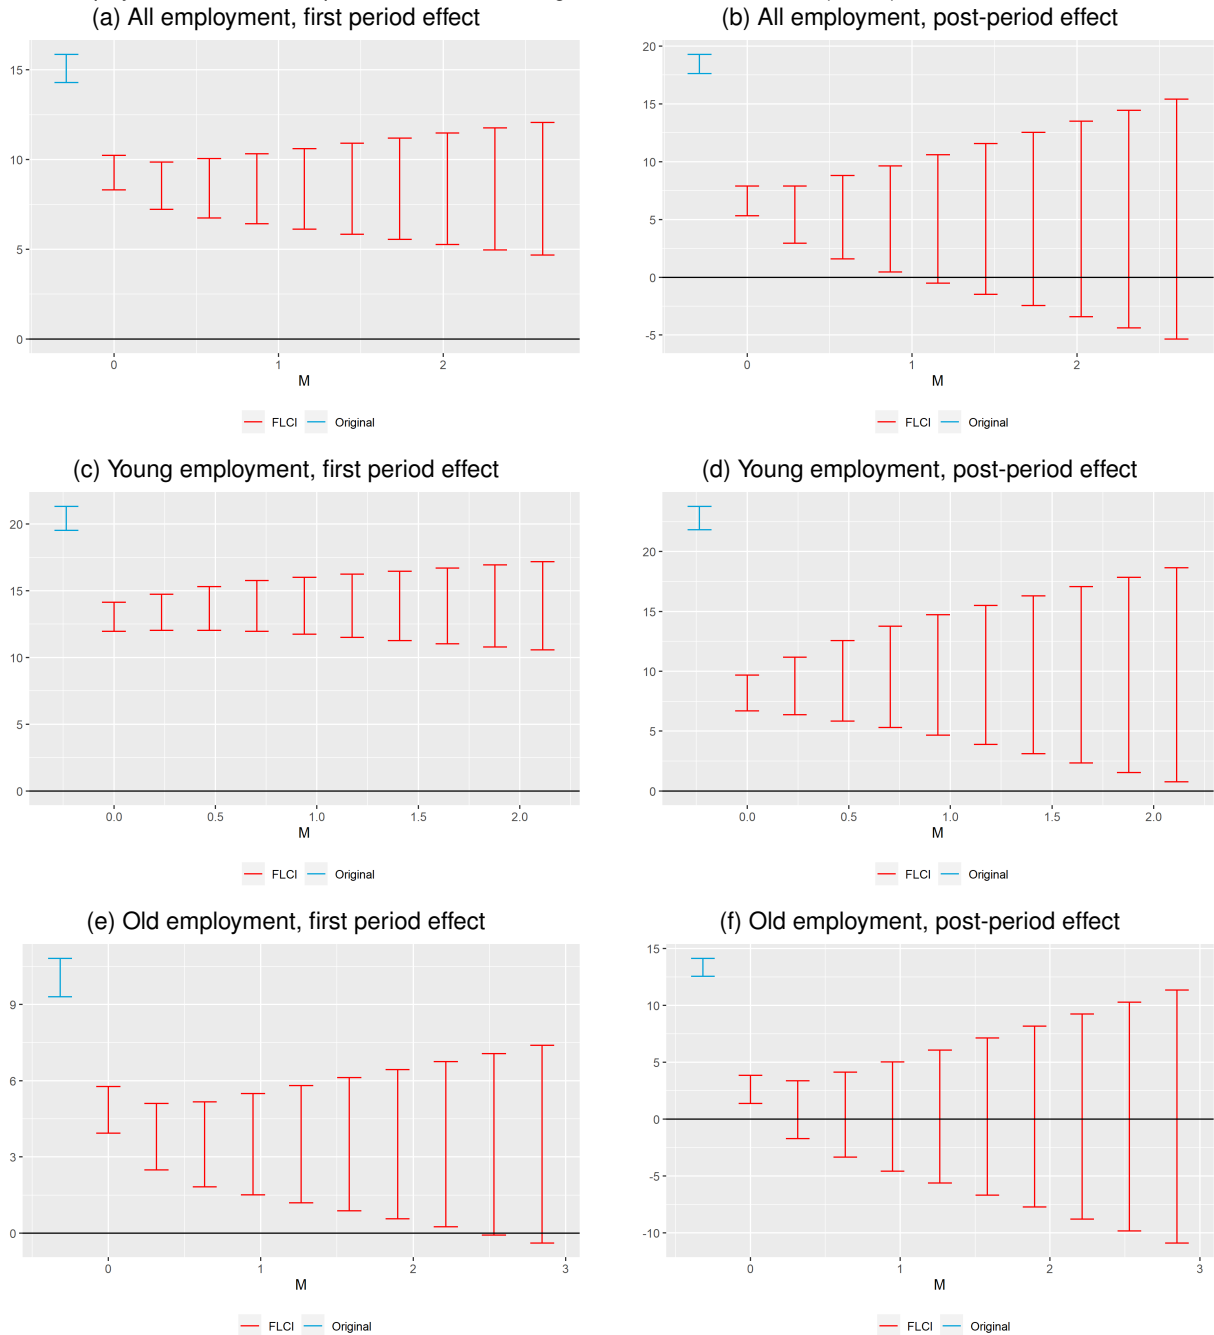 (a) All employment, first period effect
15
10
5
0
0 1 2
M
FLCI Original
(b) All employment, post-period effect
20
15
10
5
0
-5
0 1 2
M
FLCI Original
(c) Young employment, first period effect
20
15
10
5
0
0.0 0.5 1.0 1.5 2.0
M
FLCI Original
(d) Young employment, post-period effect
20
15
10
5
0
0.0 0.5 1.0 1.5 2.0
M
FLCI Original
(e) Old employment, first period effect
9
6
3
0
0 1 2 3
M
FLCI Original
(f) Old employment, post-period effect
15
10
5
0
-5
-10
0 1 2 3
M
FLCI Original